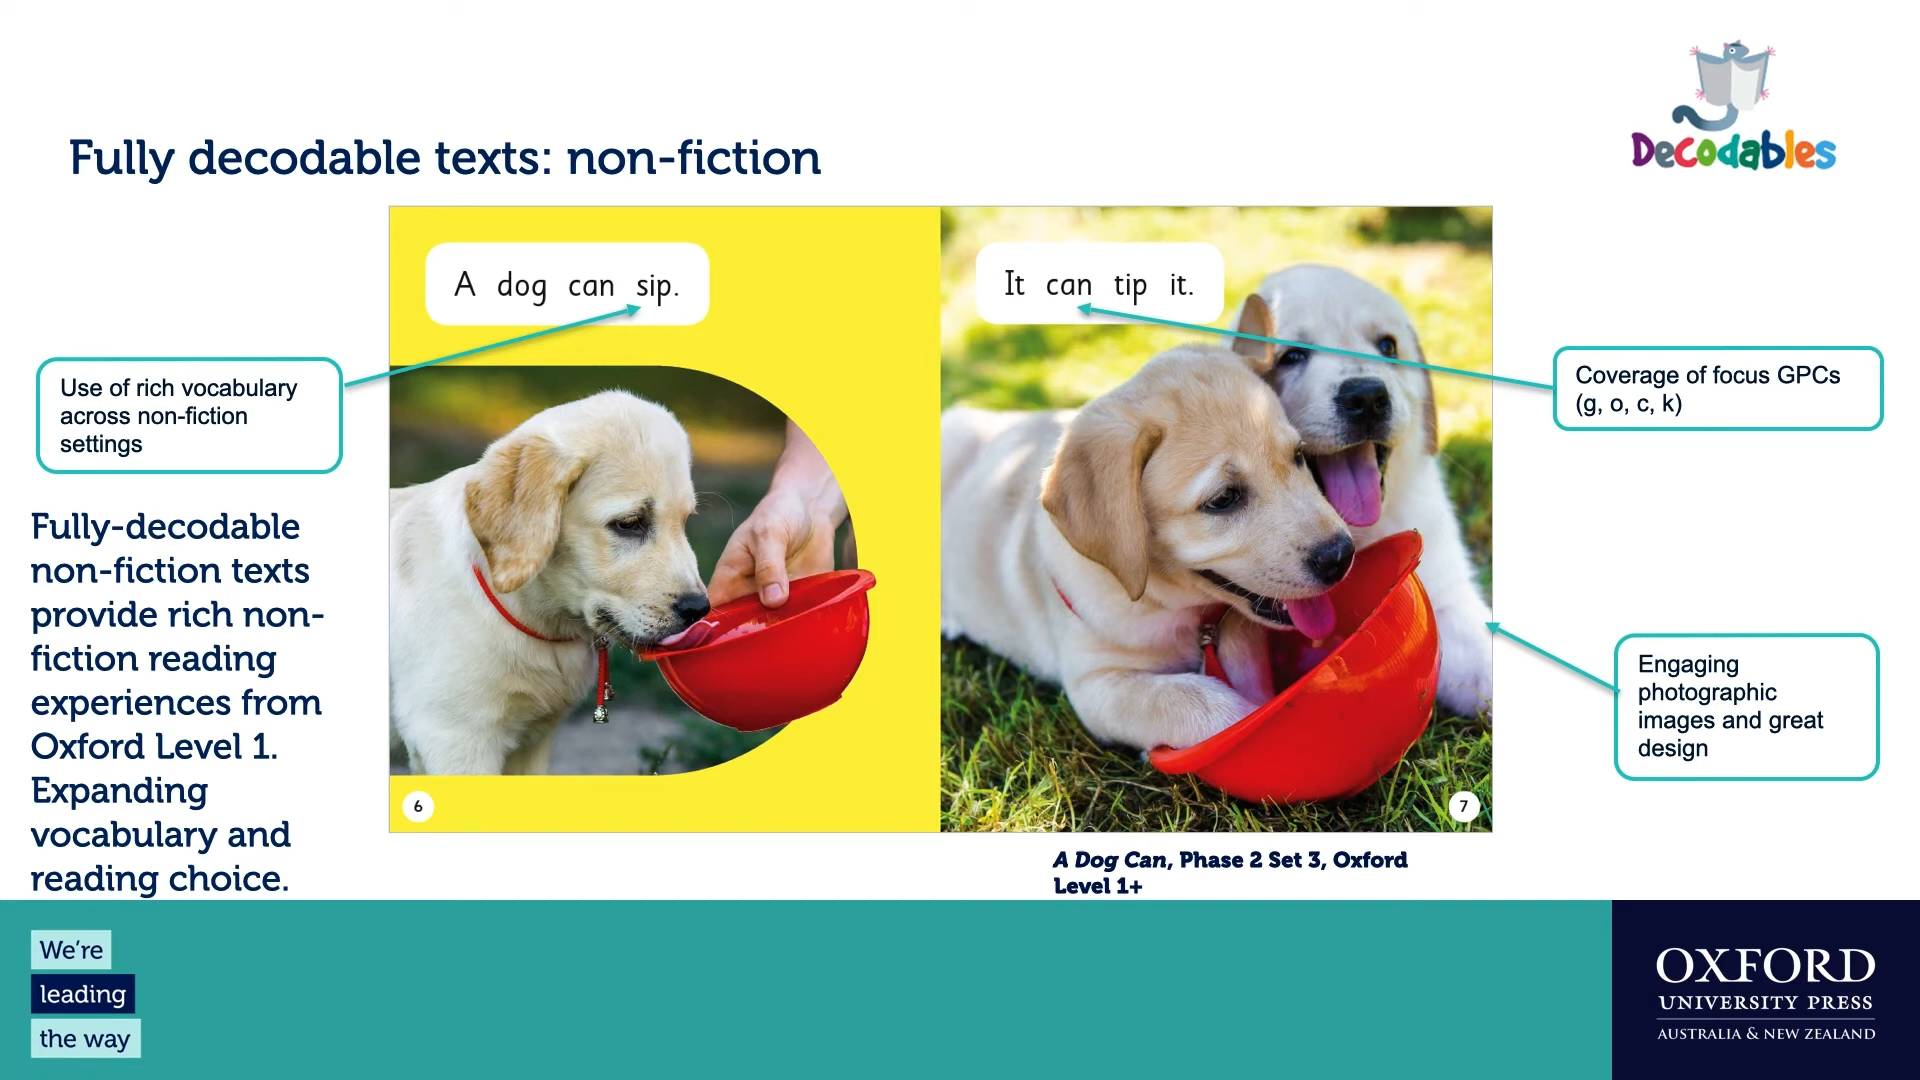 Decodables
Fully decodable texts: non-fiction
A dog can sip.
It can tip it.
Use of rich vocabulary
across non-fiction
settings
Coverage of focus GPCs
(g, o, c, k)
Fully-decodable
non-fiction texts
provide rich non-
fiction reading
experiences from
Oxford Level 1.
Expanding
vocabulary and
reading choice.
Engaging
photographic
images and great
design
6
7
A Dog Can, Phase 2 Set 3, Oxford
Level 1+
We're
leading
the way
OXFORD
UNIVERSITY PRESS
AUSTRALIA & NEW ZEALAND